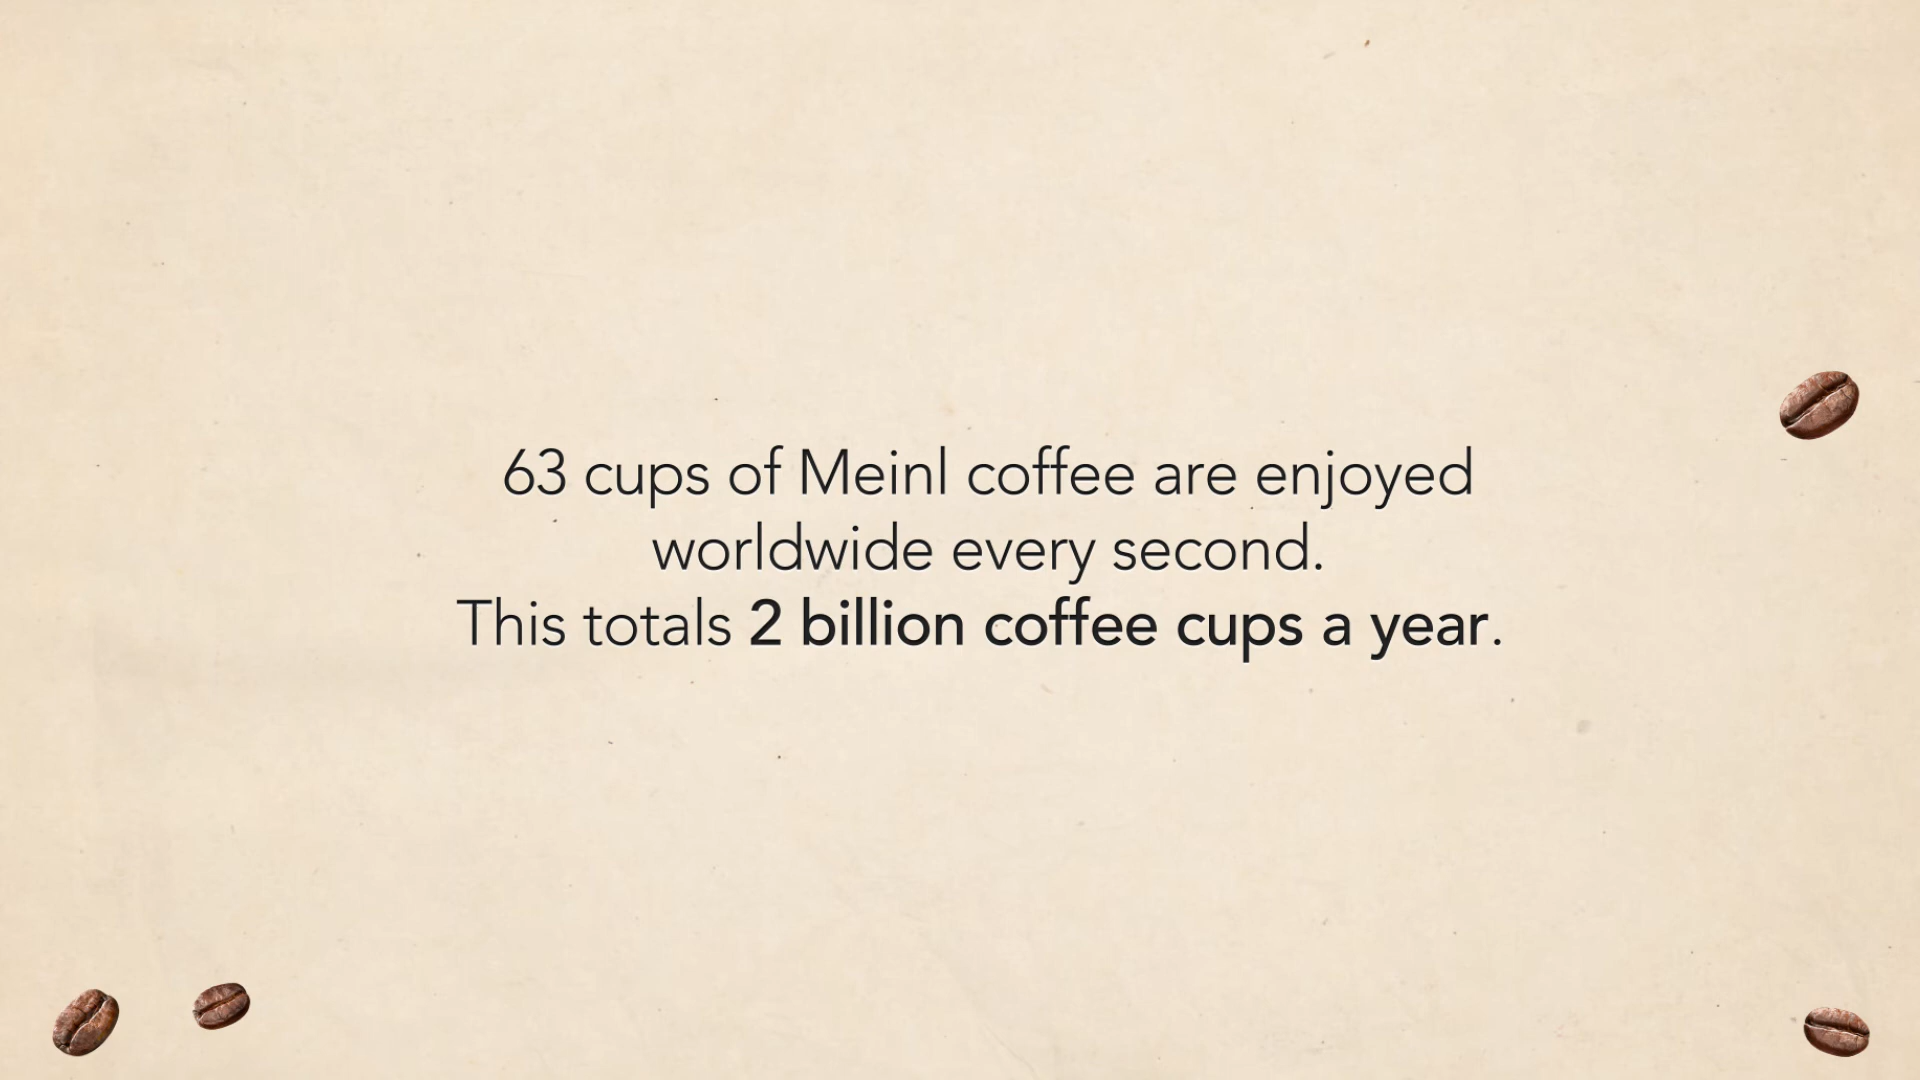 63 cups of Meinl coffee are enjoyed
worldwide every second.
This totals 2 billion coffee cups a year.